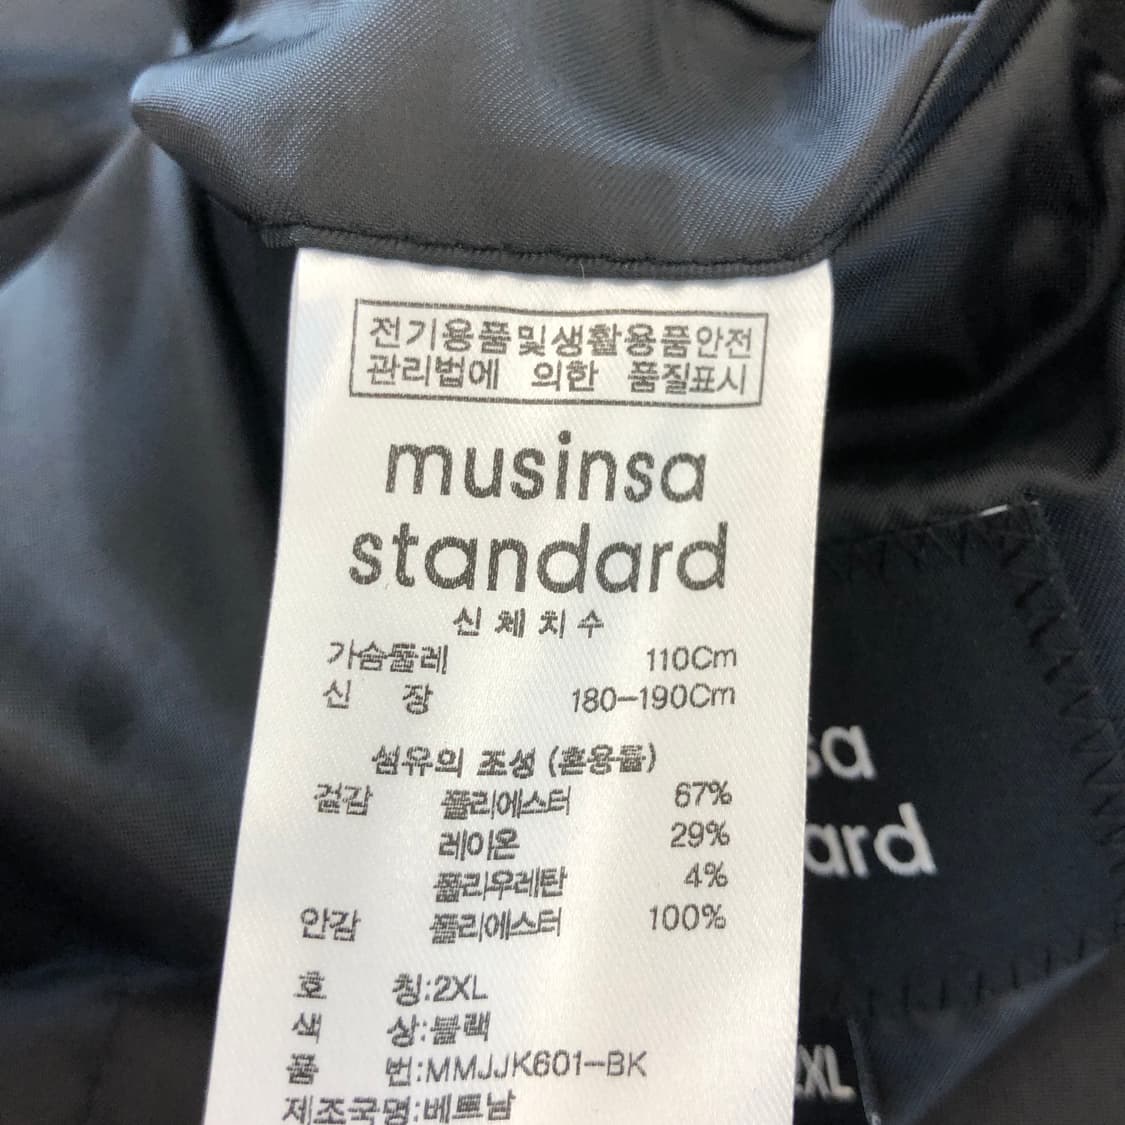 전기용품및생활용품안전
관리법에 의한 품질표시
musinsa
standard
신체치수
가슴둘레 110Cm
신 장 180-190Cm
섬유의 조성 (혼용률)
겉감 폴리에스터 67%
레이온 29%
폴리우레탄 4%
안감 폴리에스터 100%
호 칭:2XL
색 상:블랙
품 번:MMJJK601-BK
제조국명:베트남
sa
ard
XL